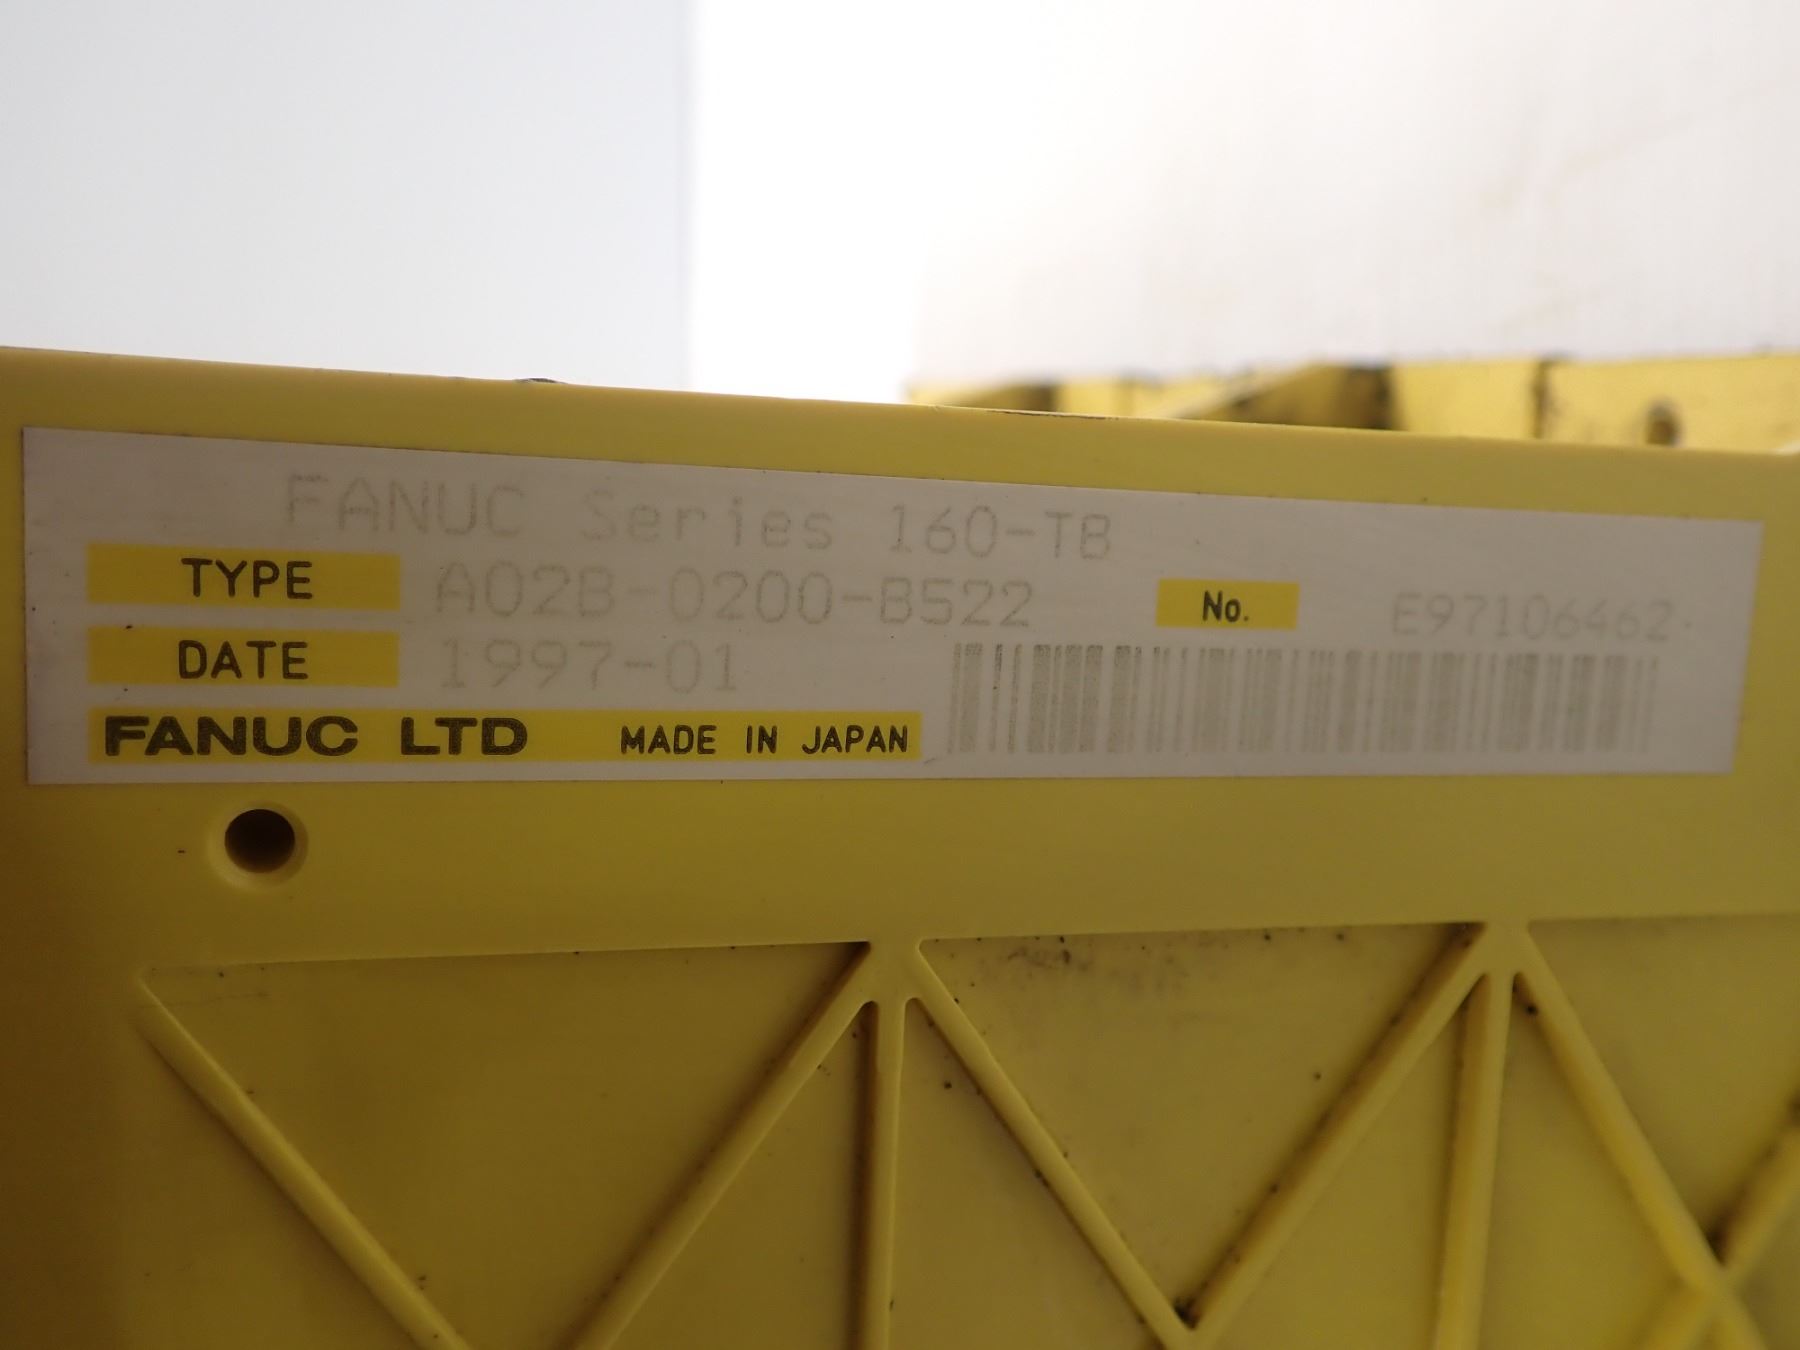 FANUC Series 160-TB
TYPE A02B-0200-B522 No. E97106462
DATE 1997-01
FANUC LTD MADE IN JAPAN